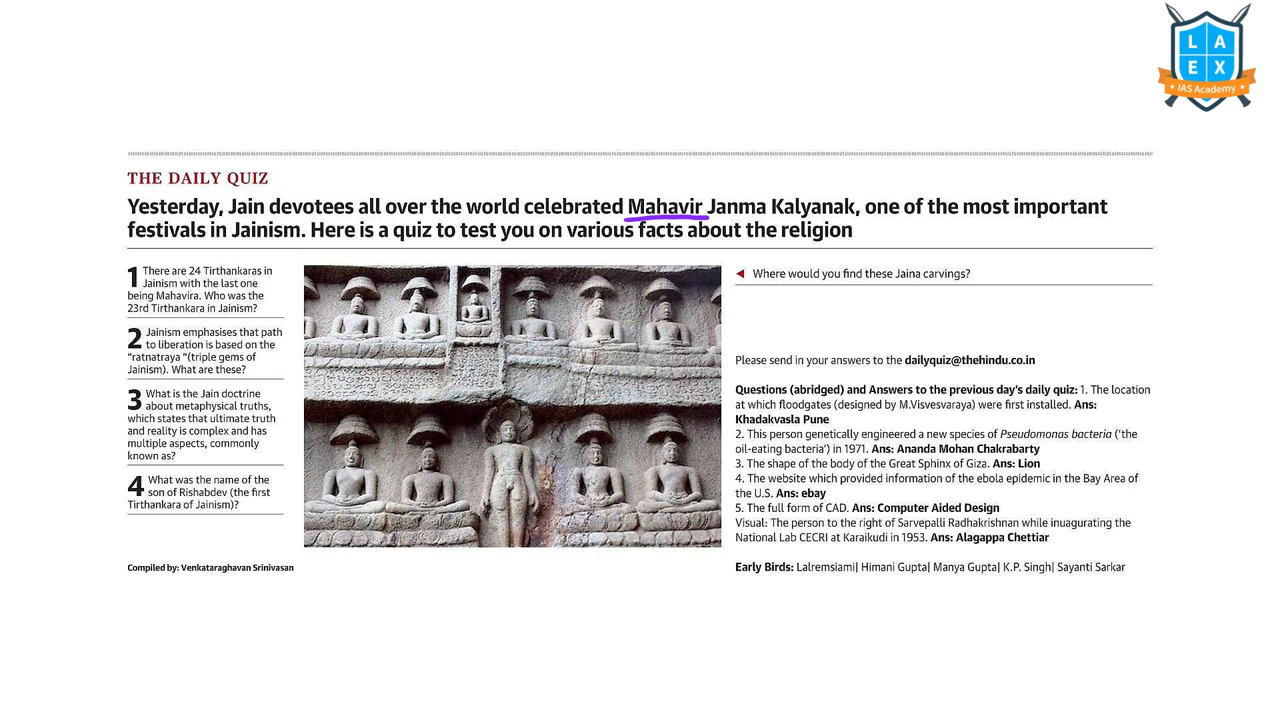 L A
E X
IAS Academy
THE DAILY QUIZ
Yesterday, Jain devotees all over the world celebrated Mahavir Janma Kalyanak, one of the most important
festivals in Jainism. Here is a quiz to test you on various facts about the religion
1 There are 24 Tirthankaras in
Jainism with the last one
being Mahavira. Who was the
23rd Tirthankara in Jainism?
2 Jainism emphasises that path
to liberation is based on the
"ratnatraya "(triple gems of
Jainism). What are these?
3 What is the Jain doctrine
about metaphysical truths,
which states that ultimate truth
and reality is complex and has
multiple aspects, commonly
known as?
4 What was the name of the
son of Rishabdev (the first
Tirthankara of Jainism)?
Compiled by: Venkataraghavan Srinivasan
Where would you find these Jaina carvings?
Please send in your answers to the dailyquiz@thehindu.co.in
Questions (abridged) and Answers to the previous day's daily quiz: 1. The location
at which floodgates (designed by M.Visvesvaraya) were first installed. Ans:
Khadakvasla Pune
2. This person genetically engineered a new species of Pseudomonas bacteria ('the
oil-eating bacteria') in 1971. Ans: Ananda Mohan Chakrabarty
3. The shape of the body of the Great Sphinx of Giza. Ans: Lion
4. The website which provided information of the ebola epidemic in the Bay Area of
the U.S. Ans: ebay
5. The full form of CAD. Ans: Computer Aided Design
Visual: The person to the right of Sarvepalli Radhakrishnan while inuagurating the
National Lab CECRI at Karaikudi in 1953. Ans: Alagappa Chettiar
Early Birds: Lalremsiami| Himani Gupta| Manya Gupta| K.P. Singh| Sayanti Sarkar